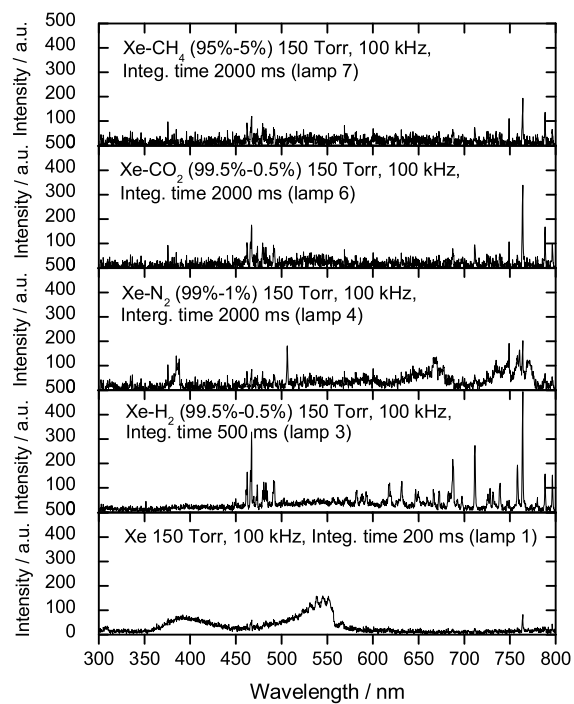 500
400
300
200
100
Intensity / a.u.
Xe-CH4 (95%-5%) 150 Torr, 100 kHz,
Integ. time 2000 ms (lamp 7)
500
400
300
200
100
Intensity / a.u.
Xe-CO2 (99.5%-0.5%) 150 Torr, 100 kHz,
Integ. time 2000 ms (lamp 6)
500
400
300
200
100
Intensity / a.u.
Xe-N2 (99%-1%) 150 Torr, 100 kHz,
Interg. time 2000 ms (lamp 4)
500
400
300
200
100
Intensity / a.u.
Xe-H2 (99.5%-0.5%) 150 Torr, 100 kHz,
Integ. time 500 ms (lamp 3)
500
400
300
200
100
0
Intensity / a.u.
Xe 150 Torr, 100 kHz, Integ. time 200 ms (lamp 1)
300 350 400 450 500 550 600 650 700 750 800
Wavelength / nm